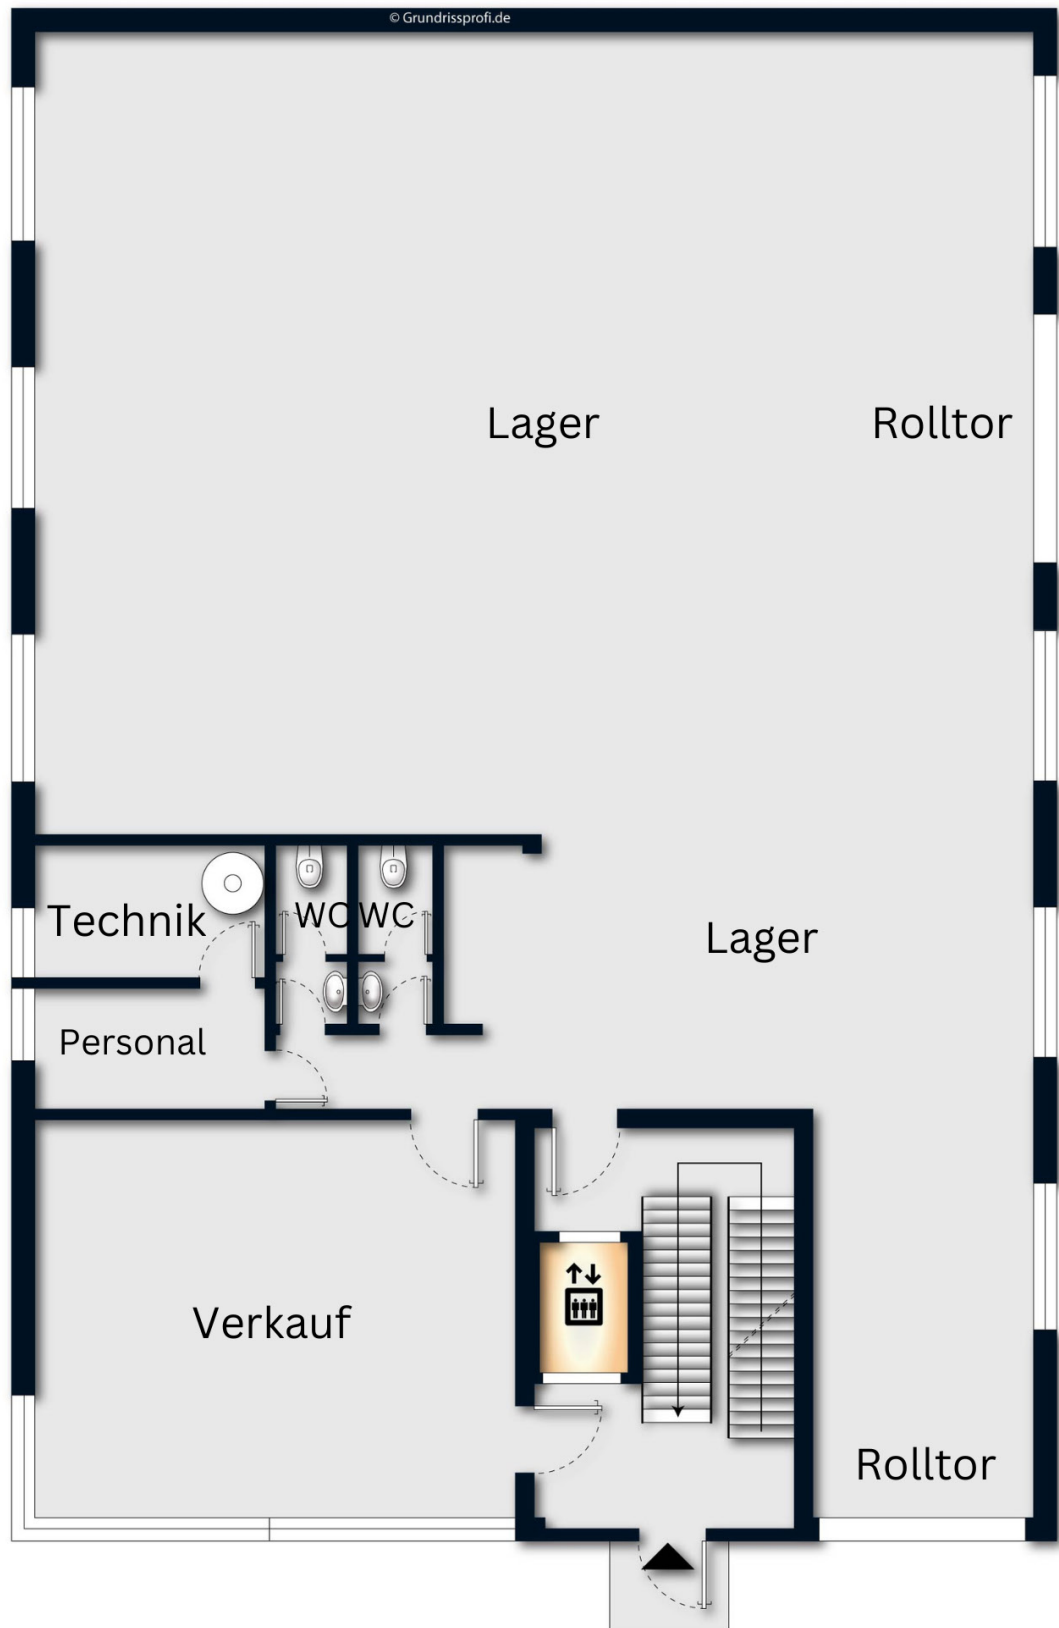 © Grundrissprofi.de
Lager
Rolltor
Technik
WC
WC
Lager
Personal
Verkauf
Rolltor